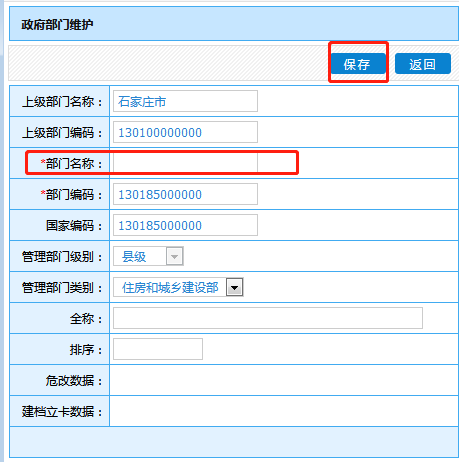 政府部门维护
保存 返回
上级部门名称： 石家庄市
上级部门编码： 130100000000
*部门名称：
*部门编码： 130185000000
国家编码： 130185000000
管理部门级别： 县级
管理部门类别： 住房和城乡建设部
全称：
排序：
危改数据：
建档立卡数据：